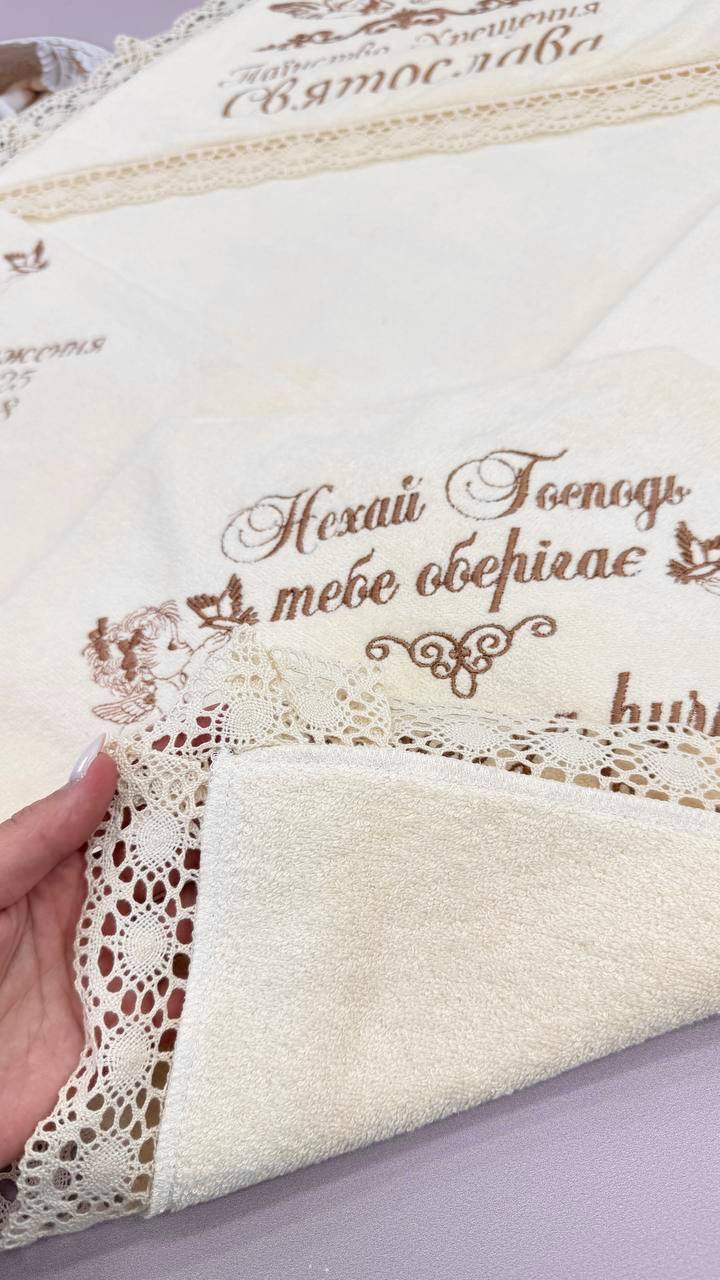 Таїнство Хрещення
Святослава
Нехай Господь
тебе оберігає